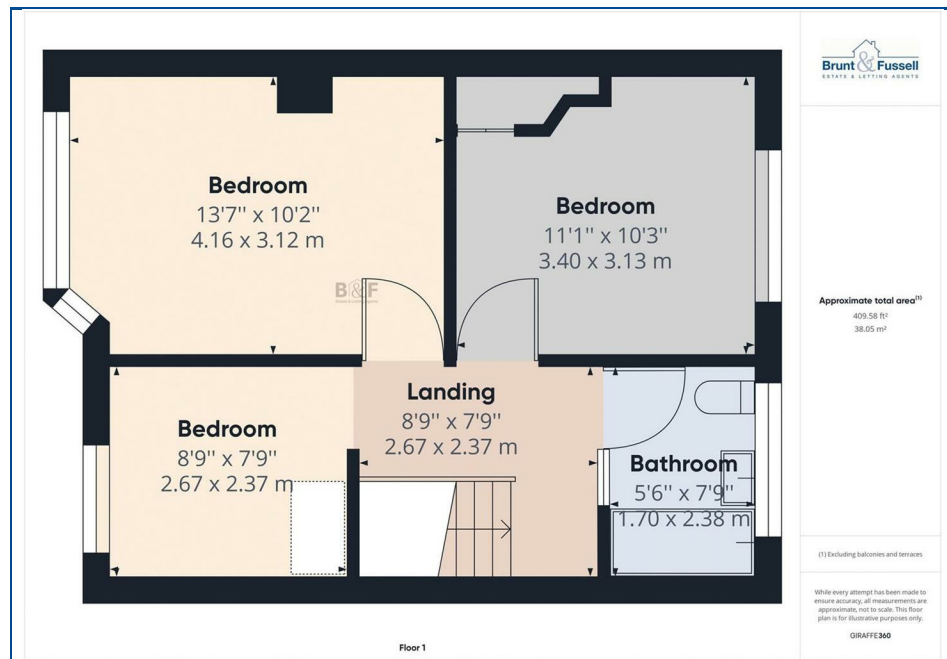 Bedroom
13'7'' x 10'2''
4.16 x 3.12 m
B&F
Bedroom
11'1'' x 10'3''
3.40 x 3.13 m
Bedroom
8'9'' x 7'9''
2.67 x 2.37 m
Landing
8'9'' x 7'9''
2.67 x 2.37 m
Bathroom
5'6'' x 7'9''
1.70 x 2.38 m
Floor 1
Brunt & Fussell
ESTATE & LETTING AGENTS
Approximate total area(1)
409.58 ft²
38.05 m²
(1) Excluding balconies and terraces
While every attempt has been made to
ensure accuracy, all measurements are
approximate, not to scale. This floor
plan is for illustrative purposes only.
GIRAFFE360